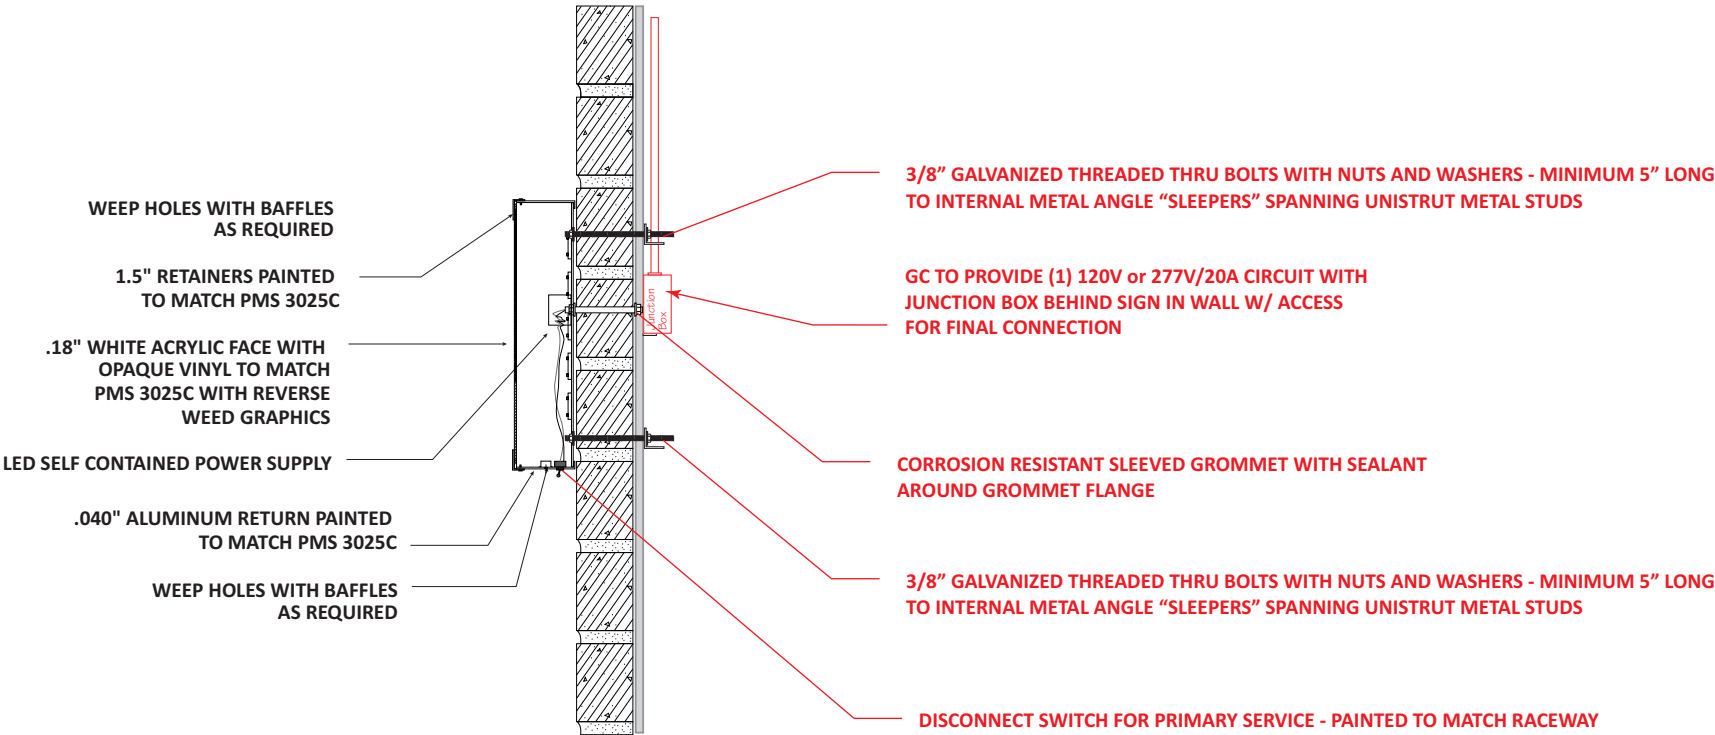 WEEP HOLES WITH BAFFLES
AS REQUIRED
1.5" RETAINERS PAINTED
TO MATCH PMS 3025C
.18" WHITE ACRYLIC FACE WITH
OPAQUE VINYL TO MATCH
PMS 3025C WITH REVERSE
WEED GRAPHICS
LED SELF CONTAINED POWER SUPPLY
.040" ALUMINUM RETURN PAINTED
TO MATCH PMS 3025C
WEEP HOLES WITH BAFFLES
AS REQUIRED
Junction
Box
3/8” GALVANIZED THREADED THRU BOLTS WITH NUTS AND WASHERS - MINIMUM 5” LONG
TO INTERNAL METAL ANGLE “SLEEPERS” SPANNING UNISTRUT METAL STUDS
GC TO PROVIDE (1) 120V or 277V/20A CIRCUIT WITH
JUNCTION BOX BEHIND SIGN IN WALL W/ ACCESS
FOR FINAL CONNECTION
CORROSION RESISTANT SLEEVED GROMMET WITH SEALANT
AROUND GROMMET FLANGE
3/8” GALVANIZED THREADED THRU BOLTS WITH NUTS AND WASHERS - MINIMUM 5” LONG
TO INTERNAL METAL ANGLE “SLEEPERS” SPANNING UNISTRUT METAL STUDS
DISCONNECT SWITCH FOR PRIMARY SERVICE - PAINTED TO MATCH RACEWAY